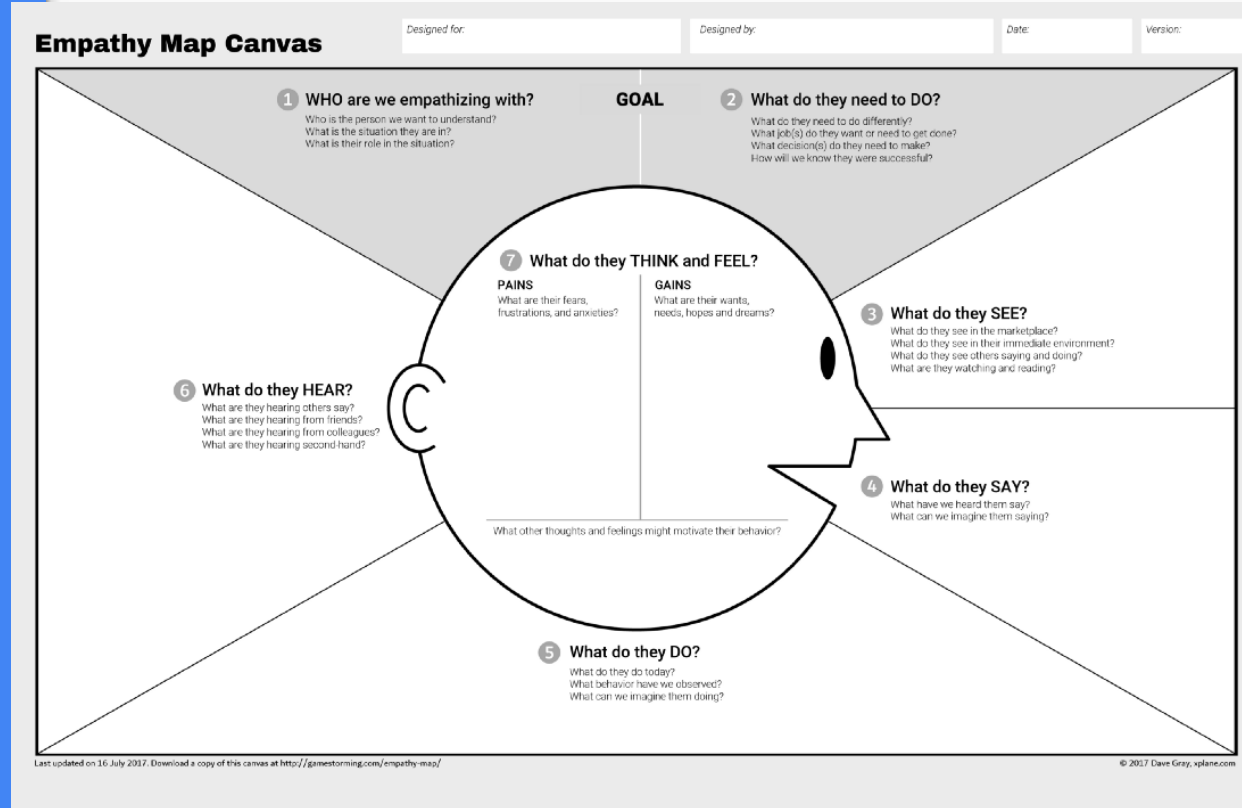 Empathy Map Canvas
Designed for:
Designed by:
Date:
Version:
1 WHO are we empathizing with?
Who is the person we want to understand?
What is the situation they are in?
What is their role in the situation?
GOAL
2 What do they need to DO?
What do they need to do differently?
What job(s) do they want or need to get done?
What decision(s) do they need to make?
How will we know they were successful?
7 What do they THINK and FEEL?
PAINS
What are their fears,
frustrations, and anxieties?
GAINS
What are their wants,
needs, hopes and dreams?
What other thoughts and feelings might motivate their behavior?
3 What do they SEE?
What do they see in the marketplace?
What do they see in their immediate environment?
What do they see others saying and doing?
What are they watching and reading?
4 What do they SAY?
What have we heard them say?
What can we imagine them saying?
5 What do they DO?
What do they do today?
What behavior have we observed?
What can we imagine them doing?
6 What do they HEAR?
What are they hearing others say?
What are they hearing from friends?
What are they hearing from colleagues?
What are they hearing second-hand?
Last updated on 16 July 2017. Download a copy of this canvas at http://gamestorming.com/empathy-map/
© 2017 Dave Gray, xplane.com